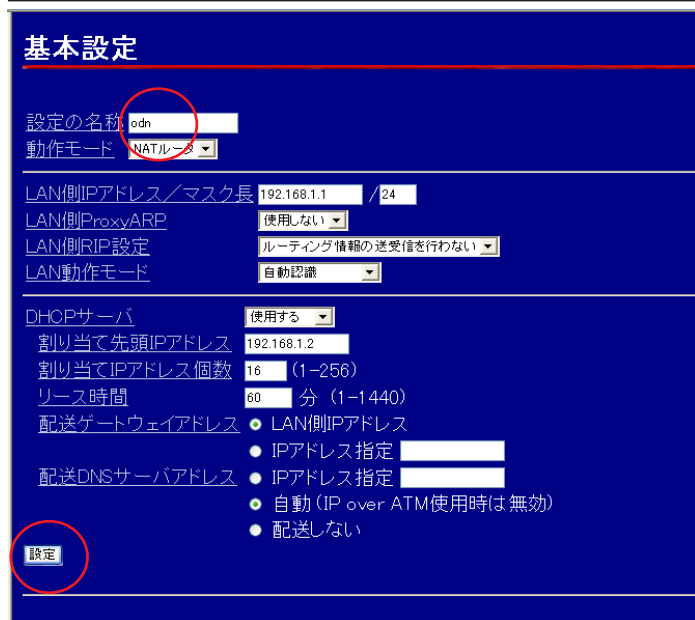 基本設定
設定の名称 odn
動作モード NATルータ
LAN側IPアドレス／マスク長 192.168.1.1 /24
LAN側ProxyARP 使用しない
LAN側RIP設定 ルーティング情報の送受信を行わない
LAN動作モード 自動認識
DHCPサーバ 使用する
割り当て先頭IPアドレス 192.168.1.2
割り当てIPアドレス個数 16 (1-256)
リース時間 60 分 (1-1440)
配送ゲートウェイアドレス LAN側IPアドレス
IPアドレス指定
配送DNSサーバアドレス IPアドレス指定
自動(IP over ATM使用時は無効)
配送しない
設定